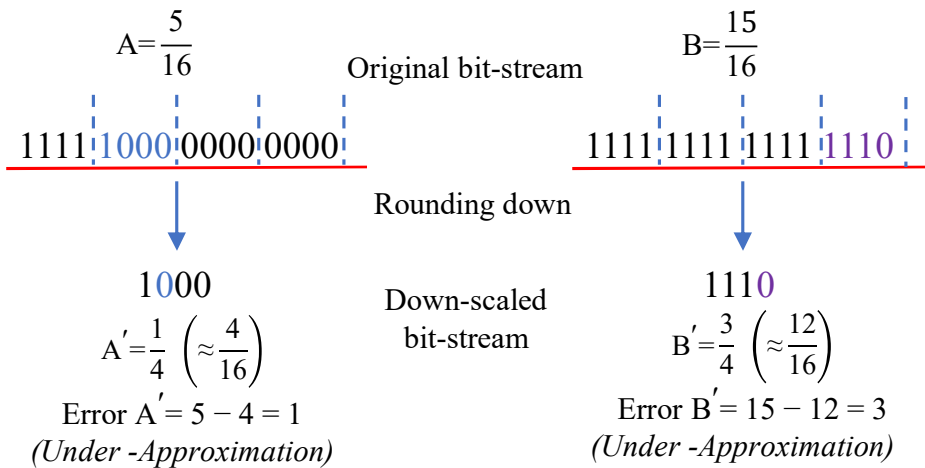 A= 5/16
Original bit-stream
B= 15/16
1111 1000 0000 0000
1111 1111 1111 1110
Rounding down
1000
1110
Down-scaled
bit-stream
A′= 1/4 (≈ 4/16)
B′= 3/4 (≈ 12/16)
Error A′= 5 − 4 = 1
Error B′= 15 − 12 = 3
(Under -Approximation)
(Under -Approximation)